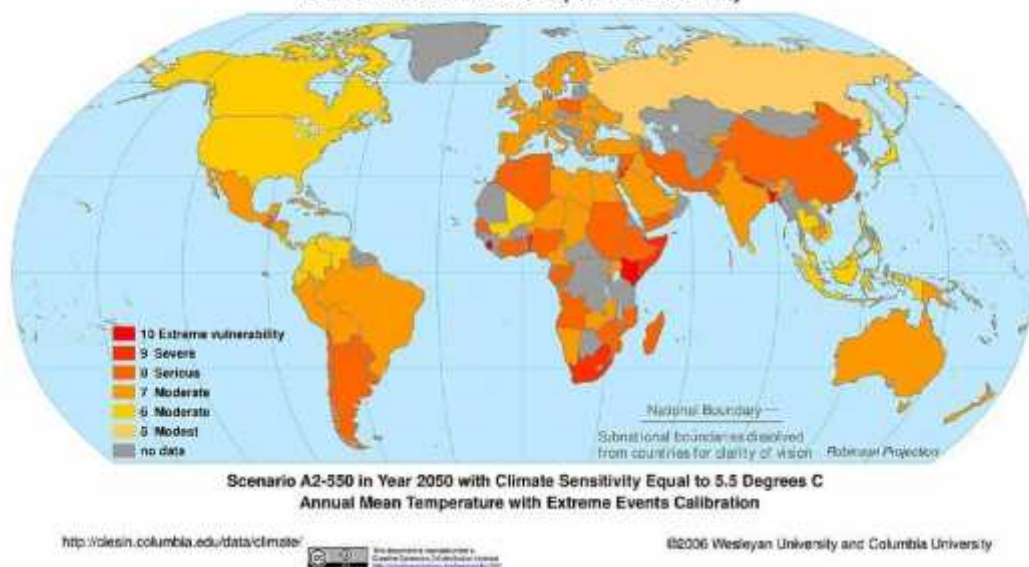 10 Extreme vulnerability
9 Severe
8 Serious
7 Moderate
6 Moderate
5 Modest
no data
National Boundary
Subnational boundaries dissolved
from countries for clarity of vision
Robinson Projection
Scenario A2-550 in Year 2050 with Climate Sensitivity Equal to 5.5 Degrees C
Annual Mean Temperature with Extreme Events Calibration
http://ciesin.columbia.edu/data/climate/
©2006 Wesleyan University and Columbia University